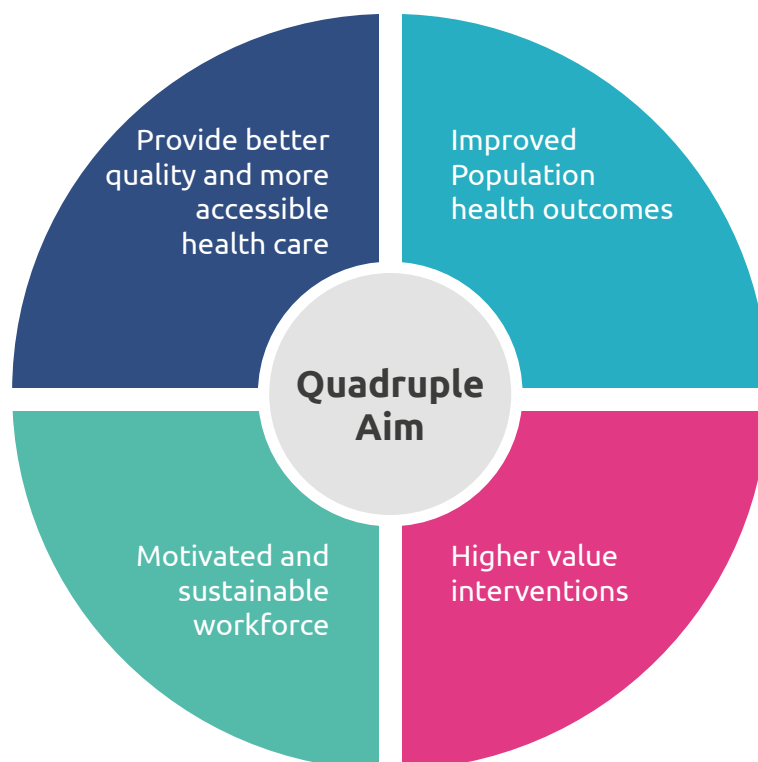 Provide better
quality and more
accessible
health care
Improved
Population
health outcomes
Quadruple
Aim
Motivated and
sustainable
workforce
Higher value
interventions